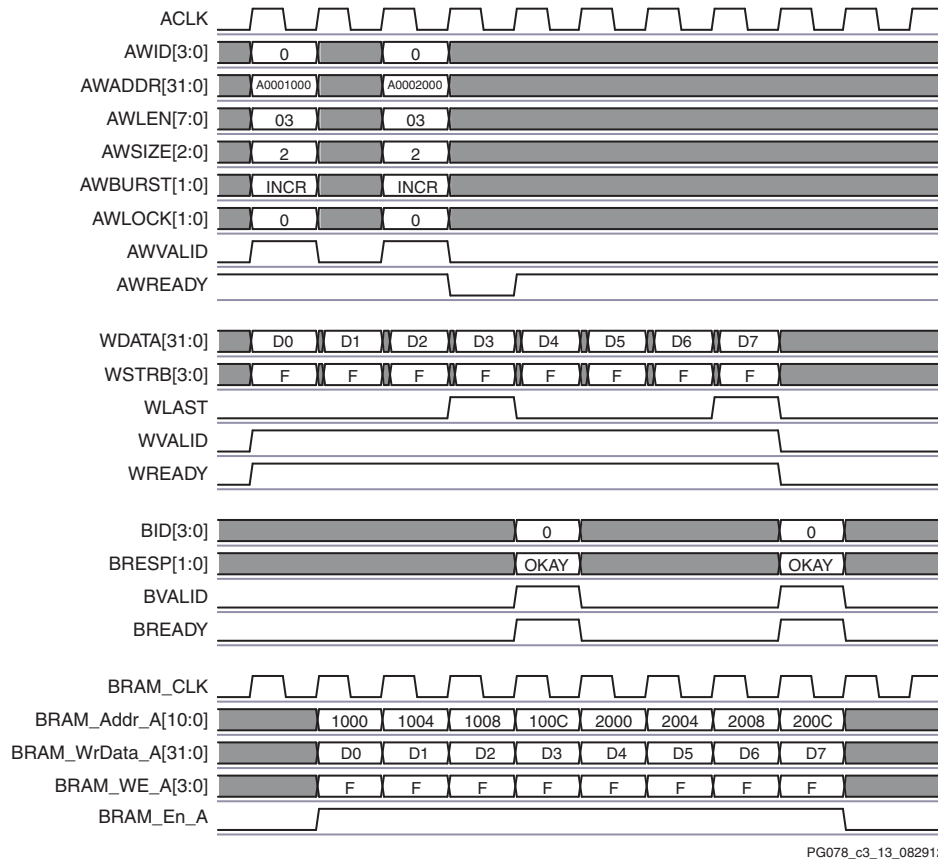 ACLK
AWID[3:0] 0 0
AWADDR[31:0] A0001000 A0002000
AWLEN[7:0] 03 03
AWSIZE[2:0] 2 2
AWBURST[1:0] INCR INCR
AWLOCK[1:0] 0 0
AWVALID
AWREADY
WDATA[31:0] D0 D1 D2 D3 D4 D5 D6 D7
WSTRB[3:0] F F F F F F F F
WLAST
WVALID
WREADY
BID[3:0] 0 0
BRESP[1:0] OKAY OKAY
BVALID
BREADY
BRAM_CLK
BRAM_Addr_A[10:0] 1000 1004 1008 100C 2000 2004 2008 200C
BRAM_WrData_A[31:0] D0 D1 D2 D3 D4 D5 D6 D7
BRAM_WE_A[3:0] F F F F F F F F
BRAM_En_A
PG078_c3_13_082912